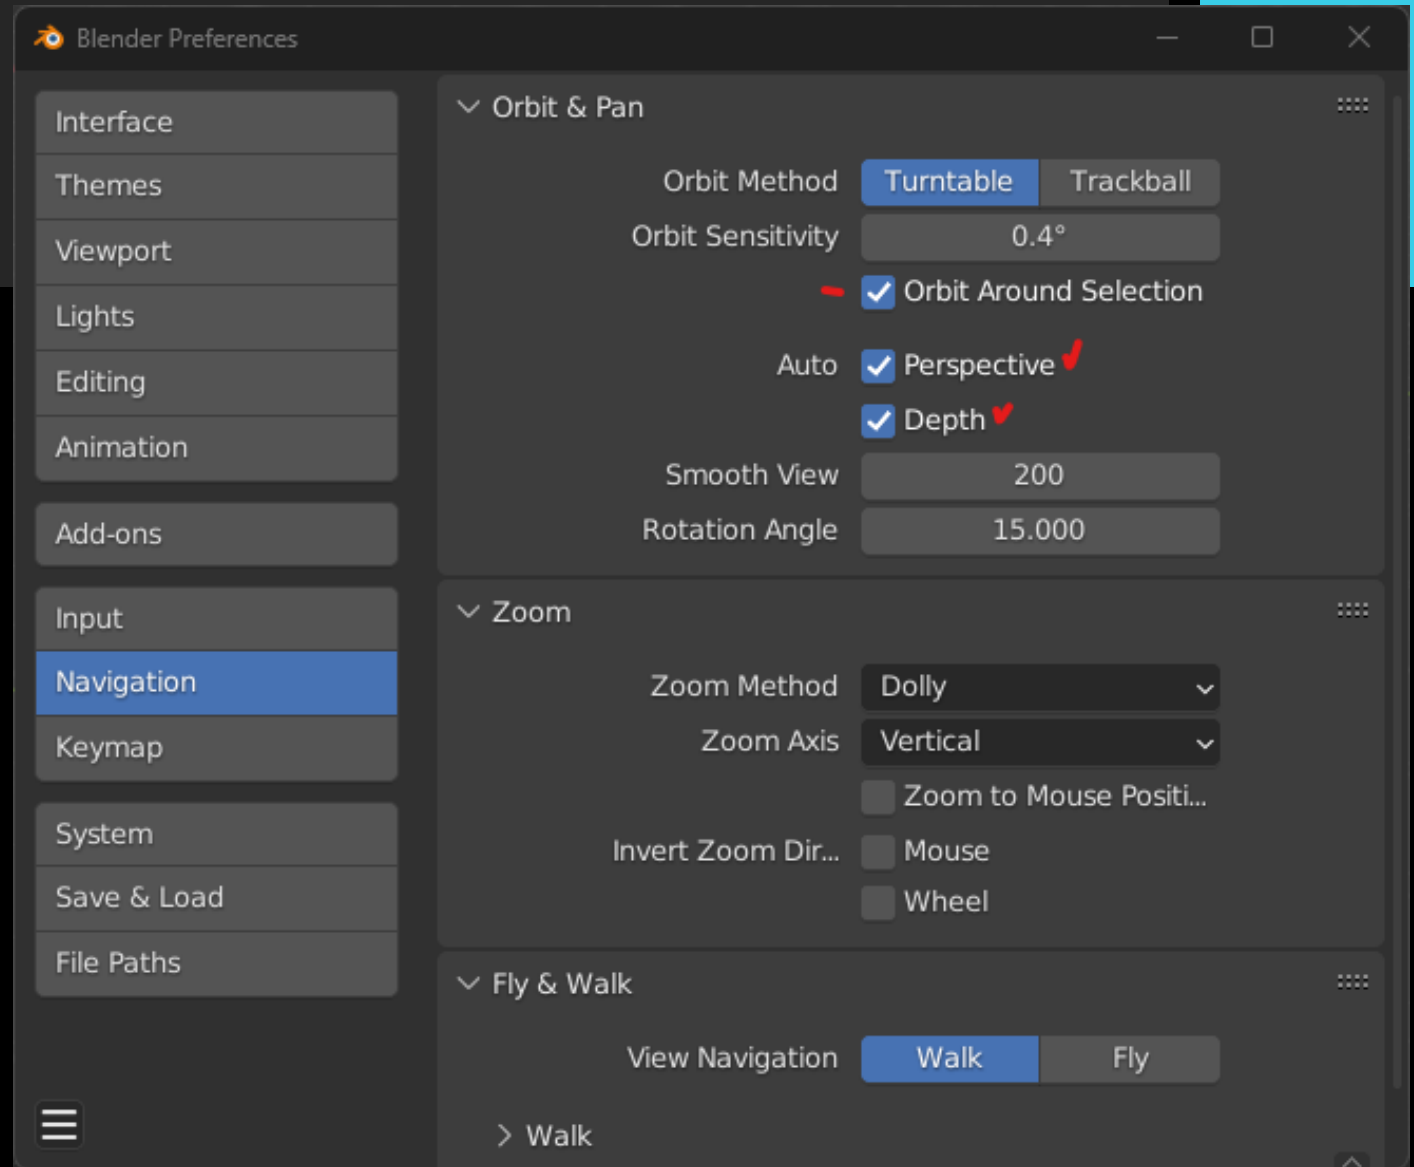 Blender Preferences
Interface
Themes
Viewport
Lights
Editing
Animation
Add-ons
Input
Navigation
Keymap
System
Save & Load
File Paths
Orbit & Pan
Orbit Method Turntable Trackball
Orbit Sensitivity 0.4°
Orbit Around Selection
Auto Perspective
Depth
Smooth View 200
Rotation Angle 15.000
Zoom
Zoom Method Dolly
Zoom Axis Vertical
Zoom to Mouse Positi...
Invert Zoom Dir... Mouse
Wheel
Fly & Walk
View Navigation Walk Fly
Walk